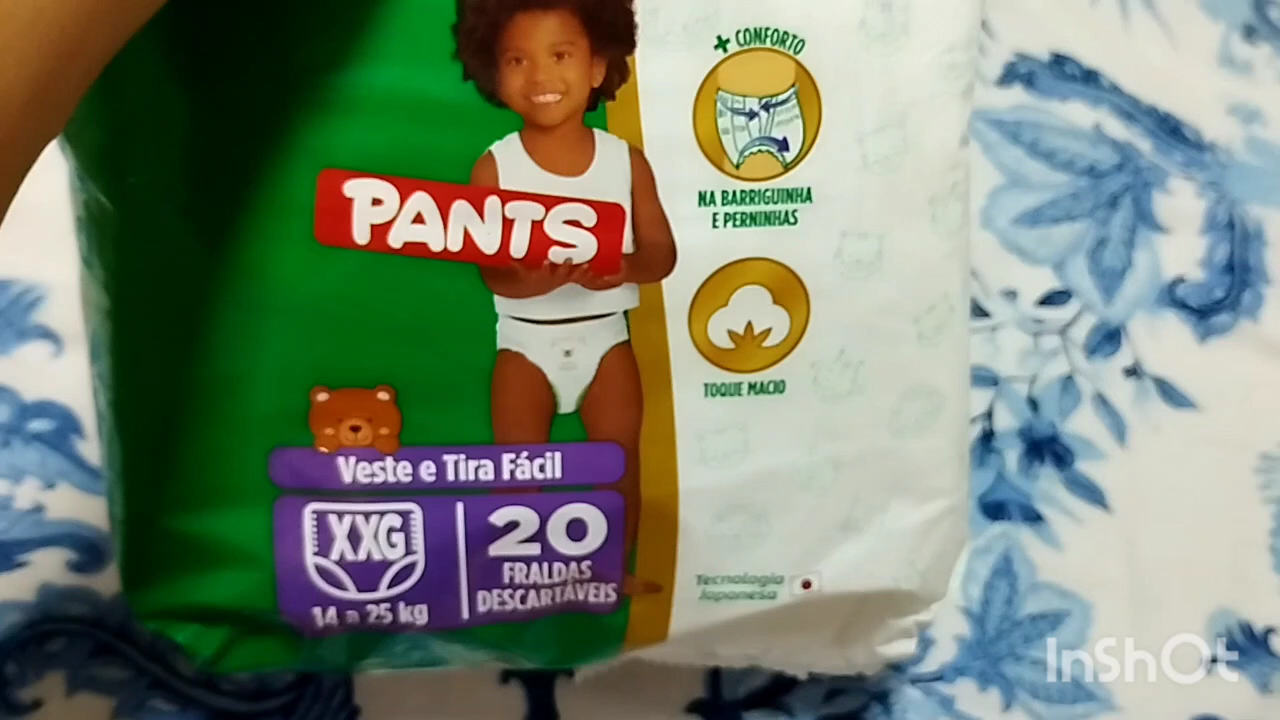 + CONFORTO
NA BARRIGUINHA
E PERNINHAS
PANTS
TOQUE MACIO
Veste e Tira Fácil
XXG
14 a 25 kg
20
FRALDAS
DESCARTÁVEIS
Tecnologia
Japonesa
InShOt